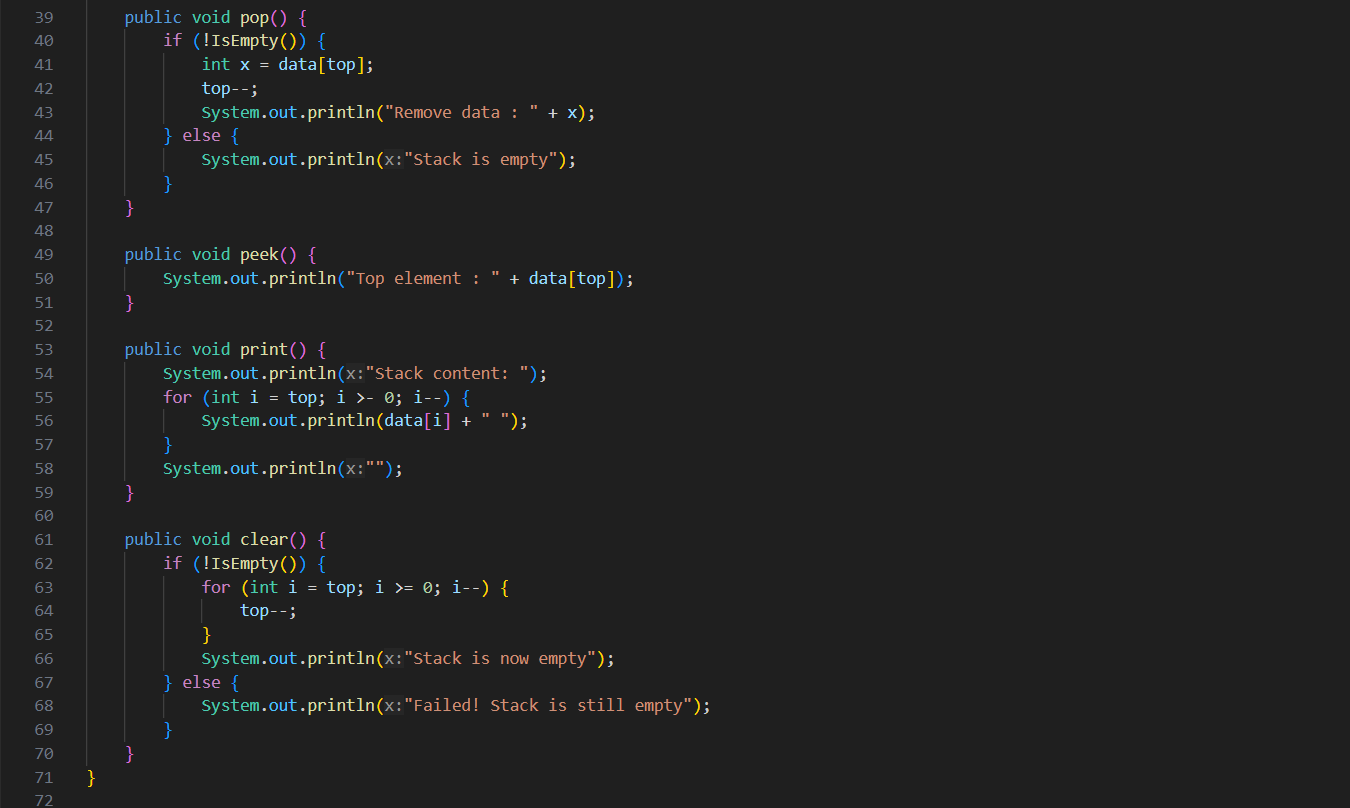 39 public void pop() {
40 if (!IsEmpty()) {
41 int x = data[top];
42 top--;
43 System.out.println("Remove data : " + x);
44 } else {
45 System.out.println(x:"Stack is empty");
46 }
47 }
48
49 public void peek() {
50 System.out.println("Top element : " + data[top]);
51 }
52
53 public void print() {
54 System.out.println(x:"Stack content: ");
55 for (int i = top; i >- 0; i--) {
56 System.out.println(data[i] + " ");
57 }
58 System.out.println(x:"");
59 }
60
61 public void clear() {
62 if (!IsEmpty()) {
63 for (int i = top; i >= 0; i--) {
64 top--;
65 }
66 System.out.println(x:"Stack is now empty");
67 } else {
68 System.out.println(x:"Failed! Stack is still empty");
69 }
70 }
71 }
72